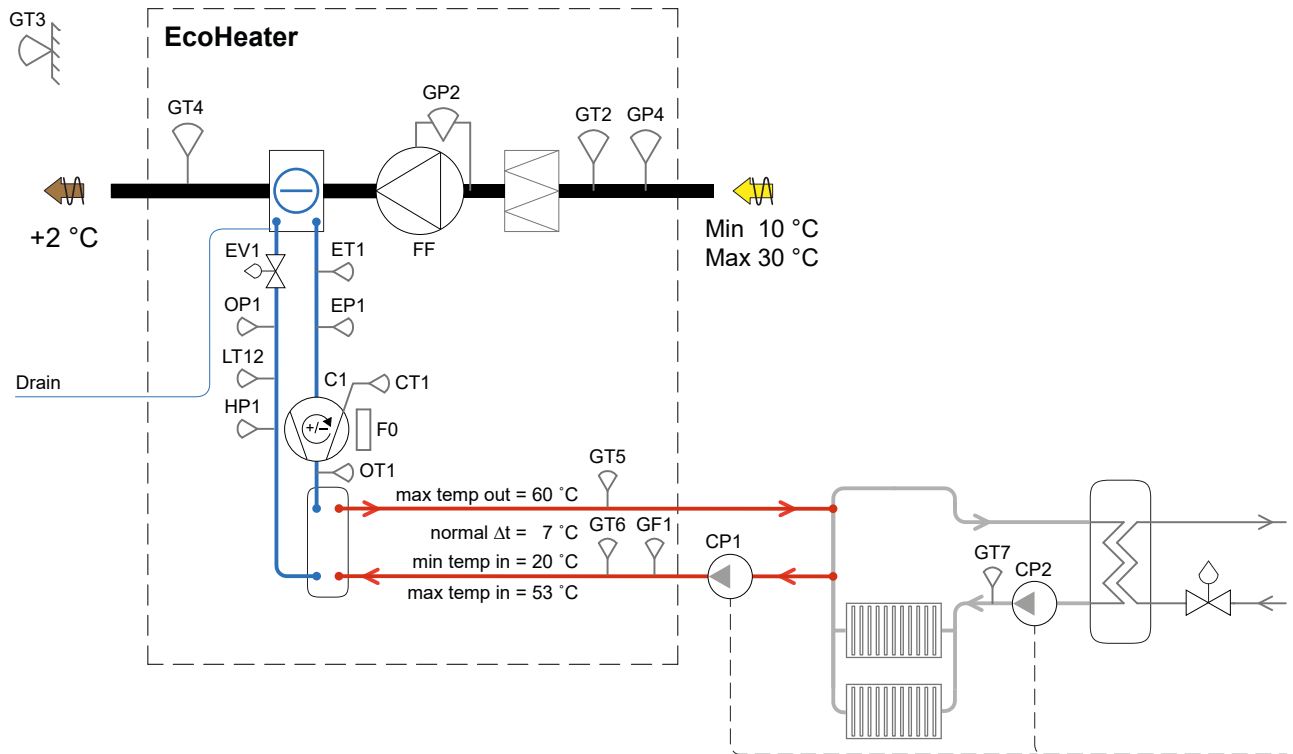 GT3
EcoHeater
GT4
GP2
GT2
GP4
+2 °C
FF
Min 10 °C
Max 30 °C
EV1
ET1
OP1
EP1
LT12
Drain
C1
CT1
HP1
+/–
F0
OT1
GT5
max temp out = 60 ˚C
normal Δt = 7 ˚C
GT6
GF1
CP1
min temp in = 20 ˚C
max temp in = 53 ˚C
GT7
CP2